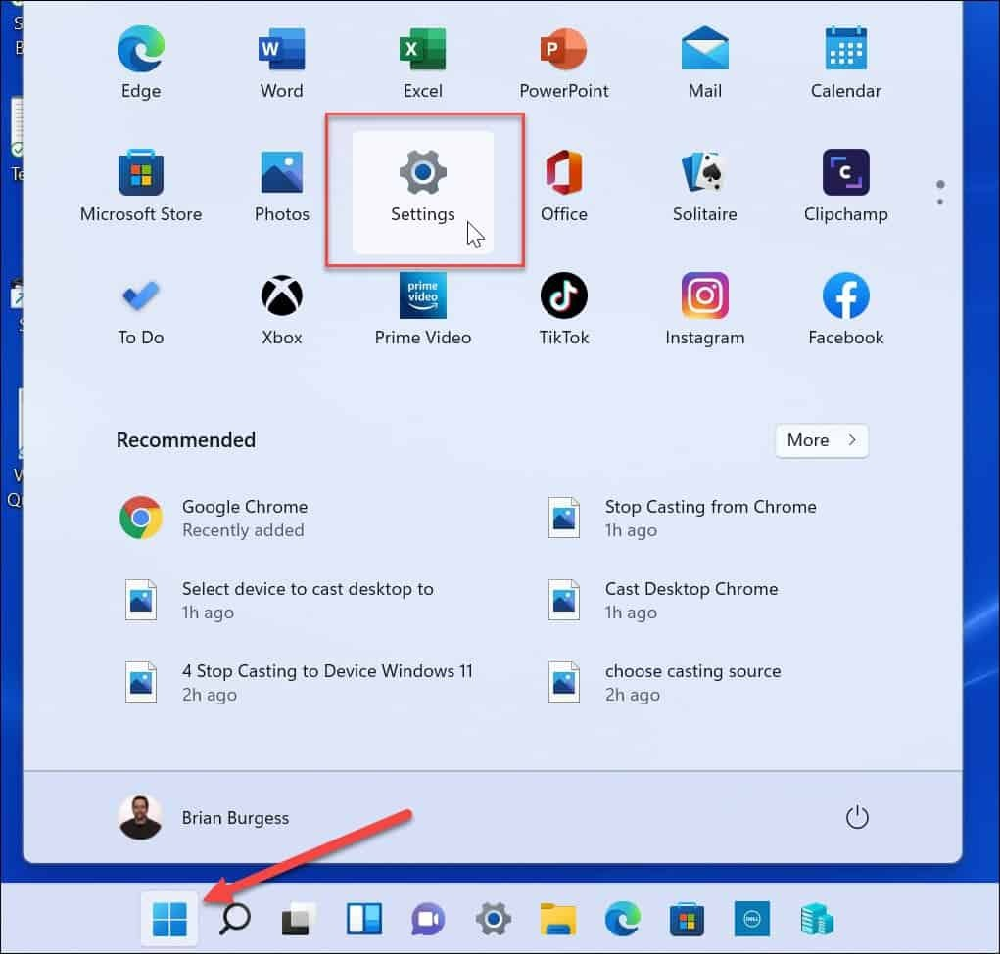 Edge
Word
Excel
PowerPoint
Mail
Calendar
Microsoft Store
Photos
Settings
Office
Solitaire
Clipchamp
To Do
Xbox
prime
video
Prime Video
TikTok
Instagram
Facebook
Recommended
More
Google Chrome
Recently added
Stop Casting from Chrome
1h ago
Select device to cast desktop to
1h ago
Cast Desktop Chrome
1h ago
4 Stop Casting to Device Windows 11
2h ago
choose casting source
2h ago
Brian Burgess
DELL